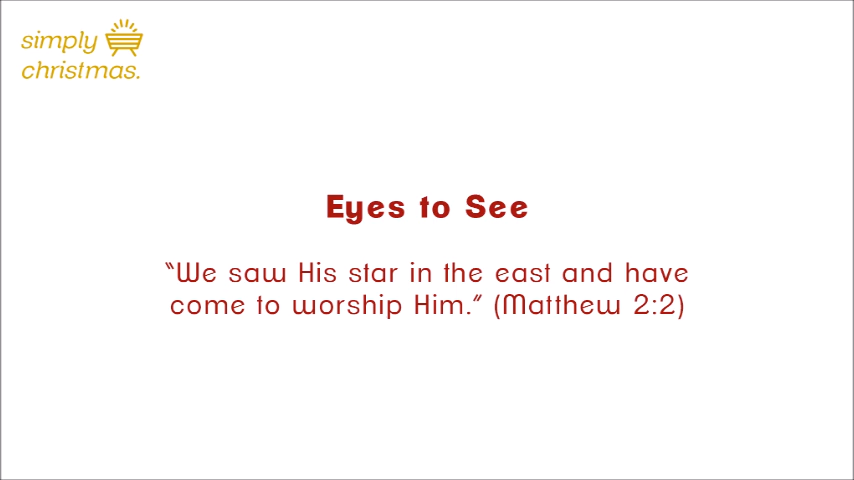 simply
christmas.
Eyes to See
“We saw His star in the east and have
come to worship Him.” (Matthew 2:2)